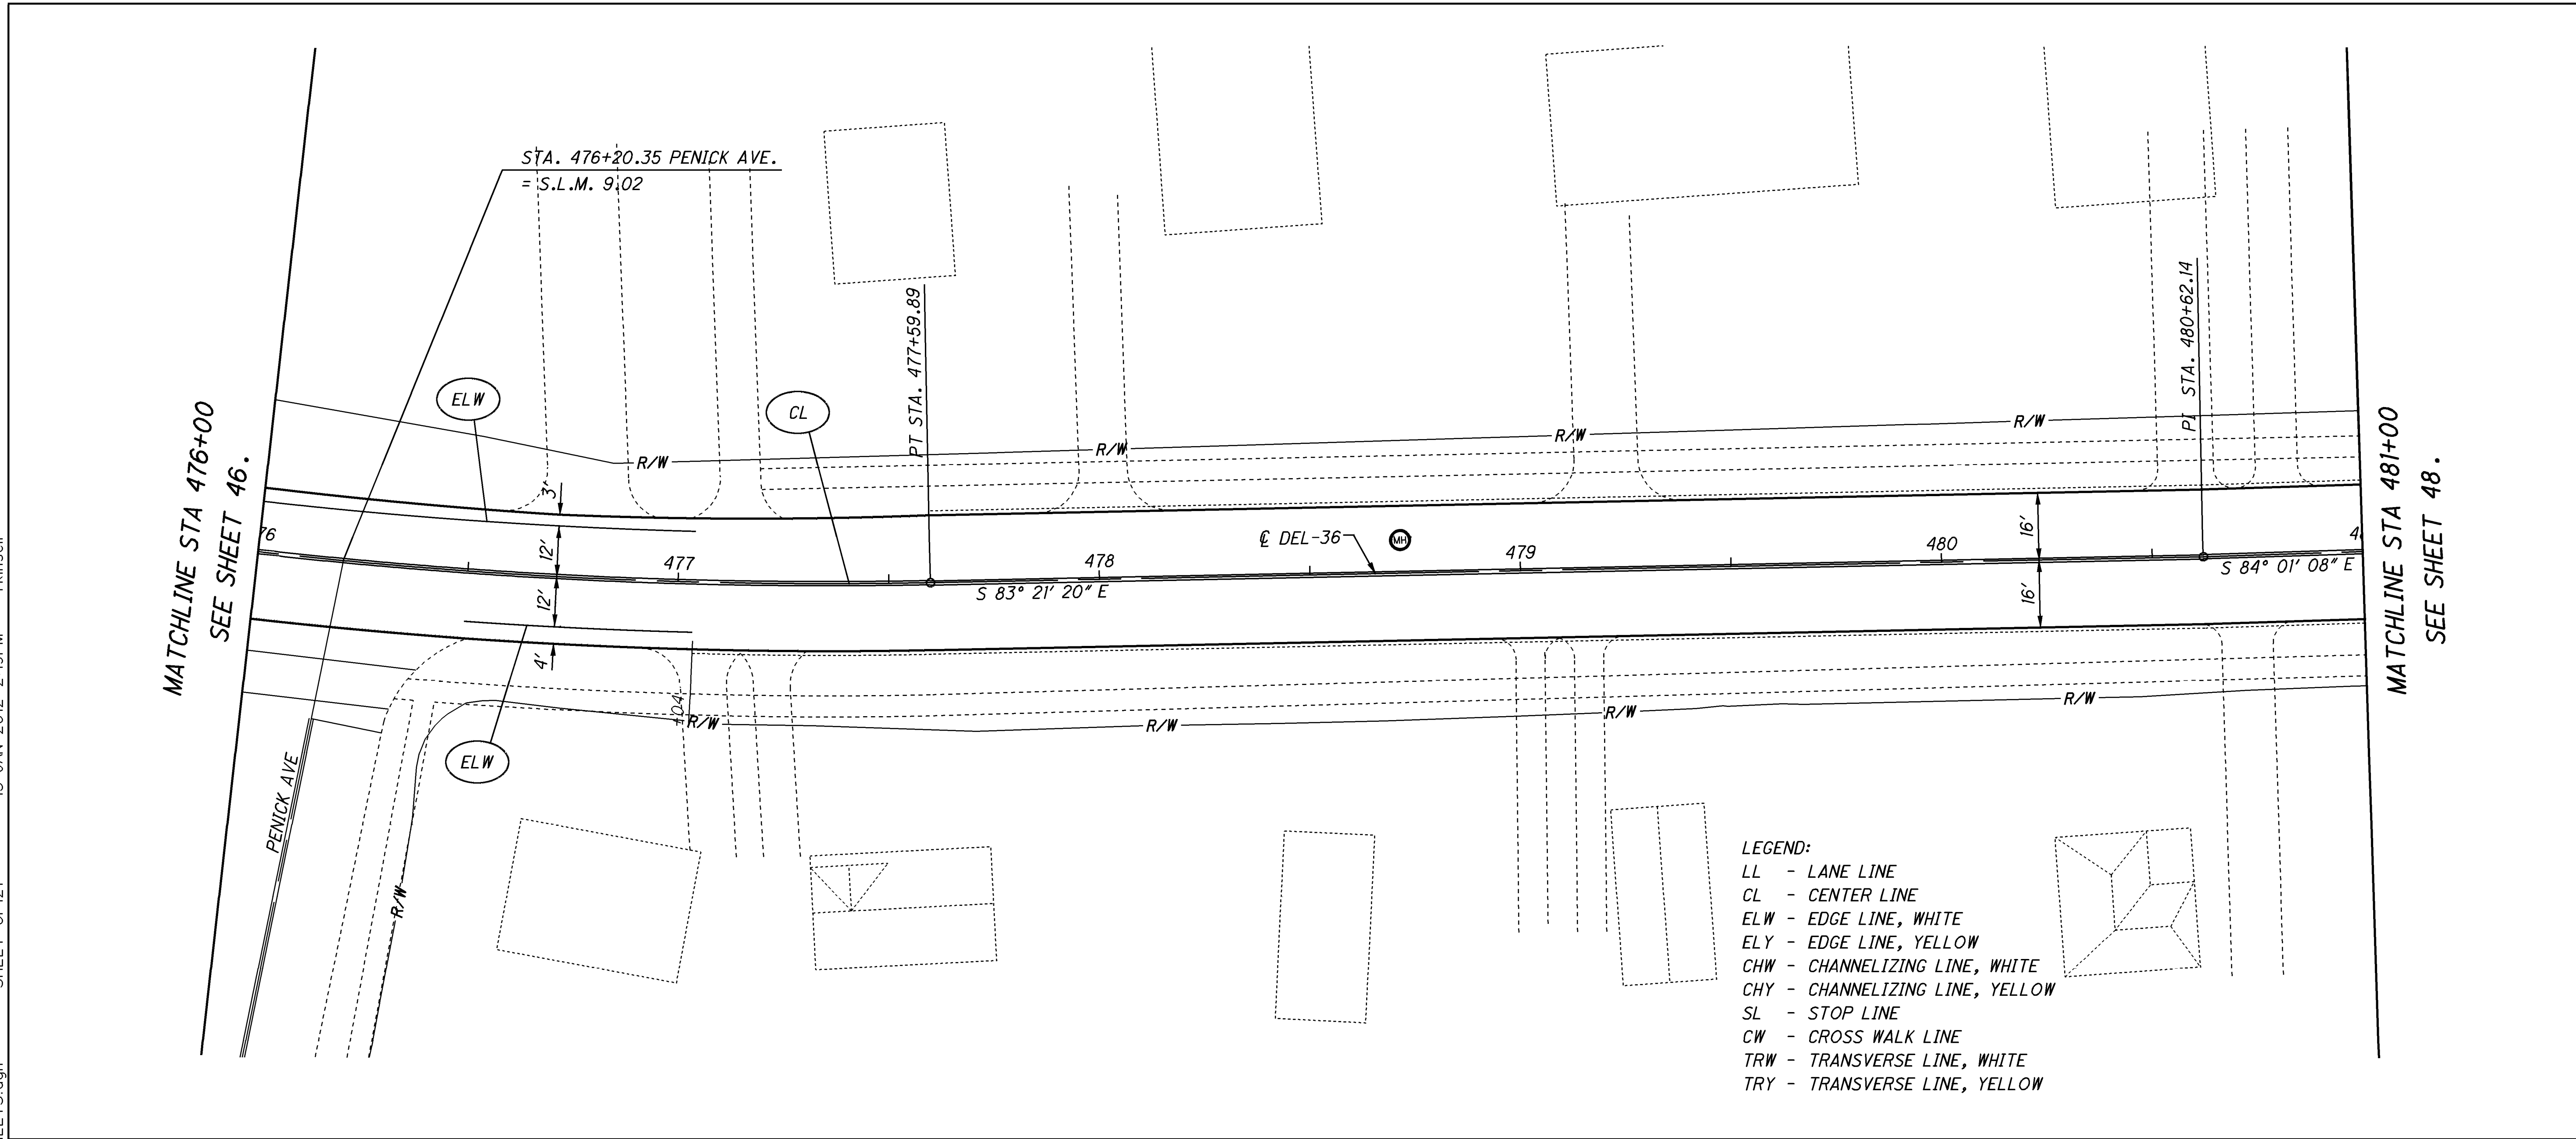 STA. 476+20.35 PENICK AVE.
= S.L.M. 9.02
MATCHLINE STA 476+00
SEE SHEET 46.
ELW
CL
PT STA. 477+59.89
PI STA. 480+62.14
R/W
R/W
R/W
R/W
3'
12'
12'
4'
76
477
478
479
480
℄ DEL-36
MH
16'
16'
S 83° 21' 20" E
S 84° 01' 08" E
MATCHLINE STA 481+00
SEE SHEET 48.
+04
R/W
R/W
R/W
R/W
R/W
ELW
PENICK AVE
LEGEND:
LL - LANE LINE
CL - CENTER LINE
ELW - EDGE LINE, WHITE
ELY - EDGE LINE, YELLOW
CHW - CHANNELIZING LINE, WHITE
CHY - CHANNELIZING LINE, YELLOW
SL - STOP LINE
CW - CROSS WALK LINE
TRW - TRANSVERSE LINE, WHITE
TRY - TRANSVERSE LINE, YELLOW